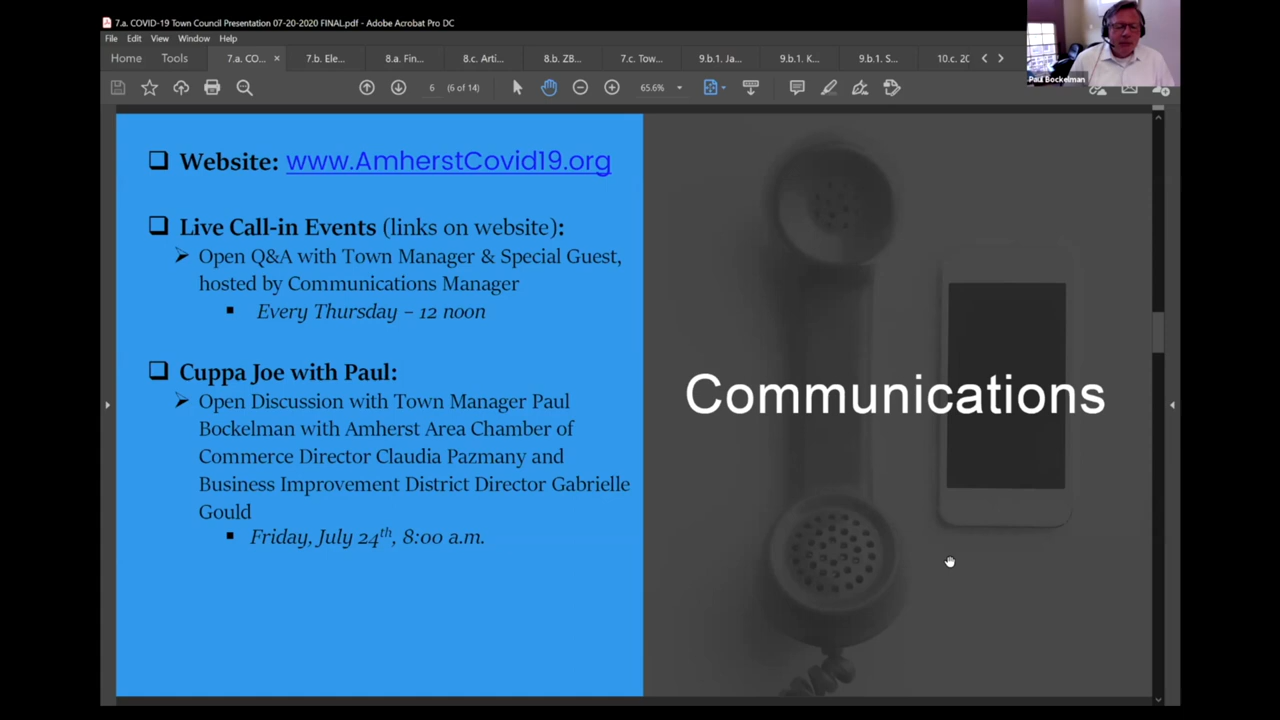 7.a. COVID-19 Town Council Presentation 07-20-2020 FINAL.pdf - Adobe Acrobat Pro DC
File Edit View Window Help
Home Tools 7.a. CO... × 7.b. Ele... 8.a. Fin... 8.c. Arti... 8.b. ZB... 7.c. Tow... 9.b.1. Ja... 9.b.1. K... 9.b.1. S... 10.c. 20
6 (6 of 14) 65.6%
Paul Bockelman
Website: www.AmherstCovid19.org
Live Call-in Events (links on website):
Open Q&A with Town Manager & Special Guest,
hosted by Communications Manager
Every Thursday – 12 noon
Cuppa Joe with Paul:
Open Discussion with Town Manager Paul
Bockelman with Amherst Area Chamber of
Commerce Director Claudia Pazmany and
Business Improvement District Director Gabrielle
Gould
Friday, July 24th, 8:00 a.m.
Communications